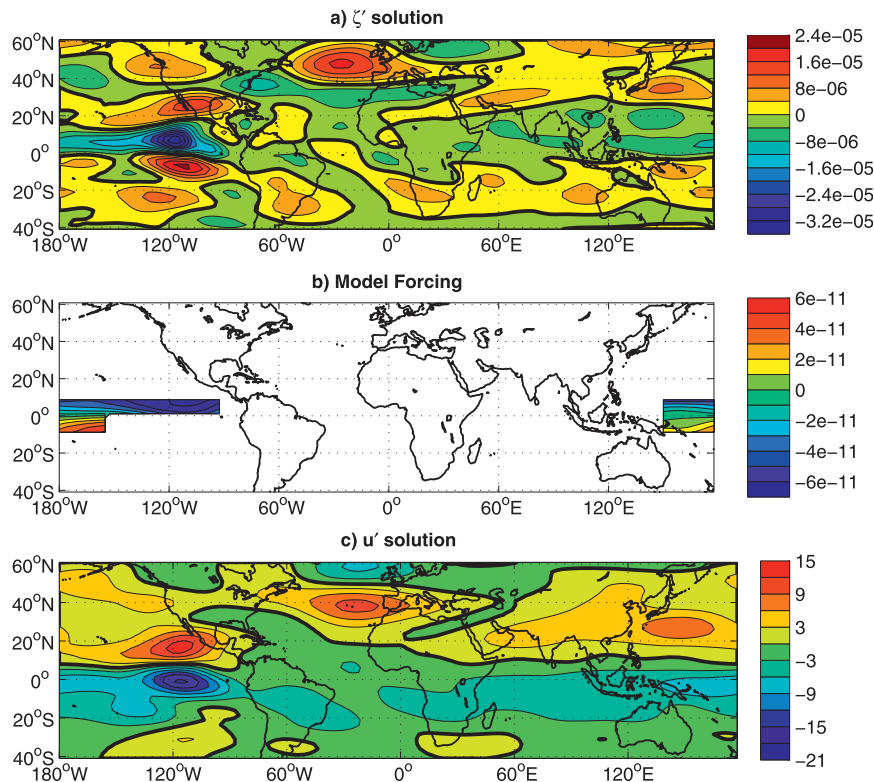 a) ζ′ solution
60°N
40°N
20°N
0°
20°S
40°S
180°W 120°W 60°W 0° 60°E 120°E
2.4e−05
1.6e−05
8e−06
0
−8e−06
−1.6e−05
−2.4e−05
−3.2e−05
b) Model Forcing
60°N
40°N
20°N
0°
20°S
40°S
180°W 120°W 60°W 0° 60°E 120°E
6e−11
4e−11
2e−11
0
−2e−11
−4e−11
−6e−11
c) u′ solution
60°N
40°N
20°N
0°
20°S
40°S
180°W 120°W 60°W 0° 60°E 120°E
15
9
3
−3
−9
−15
−21